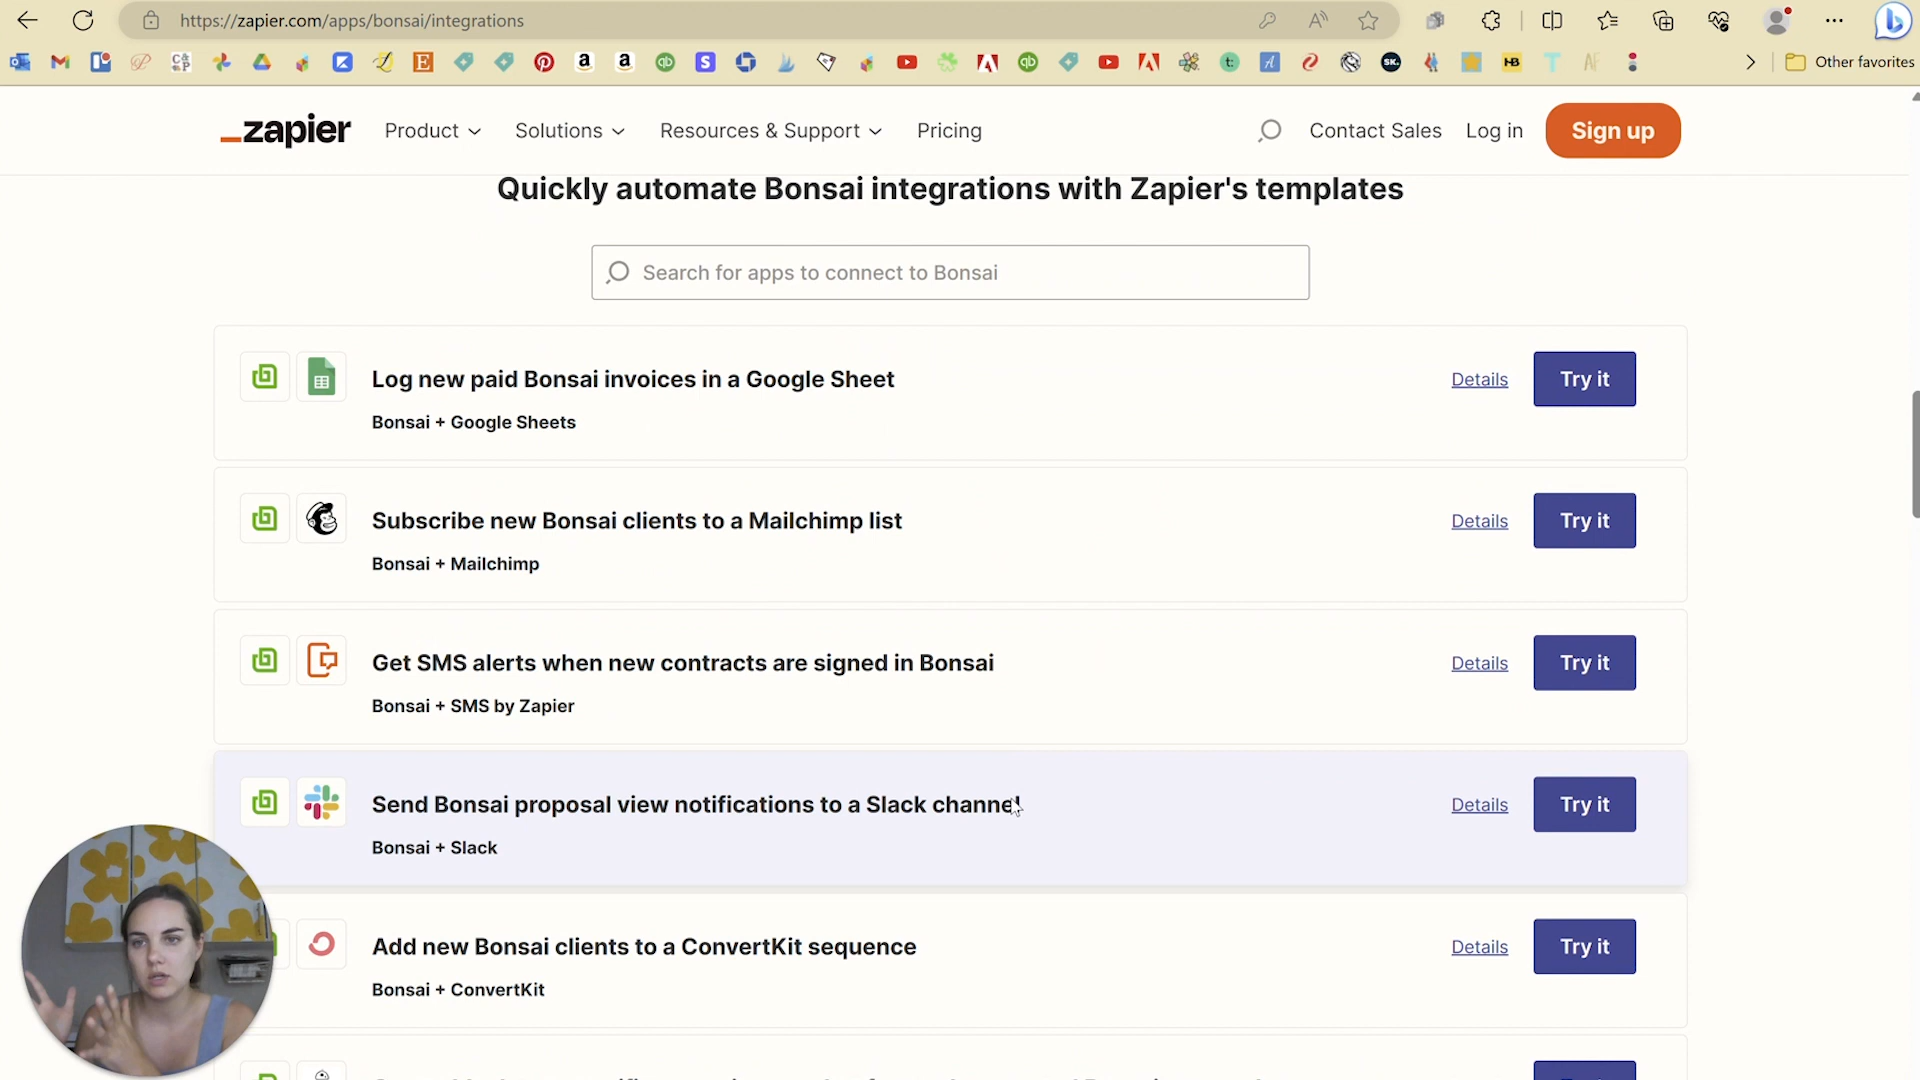 https://zapier.com/apps/bonsai/integrations
Other favorites
zapier
Product
Solutions
Resources & Support
Pricing
Contact Sales
Log in
Sign up
Quickly automate Bonsai integrations with Zapier's templates
Search for apps to connect to Bonsai
Log new paid Bonsai invoices in a Google Sheet
Details
Try it
Bonsai + Google Sheets
Subscribe new Bonsai clients to a Mailchimp list
Details
Try it
Bonsai + Mailchimp
Get SMS alerts when new contracts are signed in Bonsai
Details
Try it
Bonsai + SMS by Zapier
Send Bonsai proposal view notifications to a Slack channel
Details
Try it
Bonsai + Slack
Add new Bonsai clients to a ConvertKit sequence
Details
Try it
Bonsai + ConvertKit